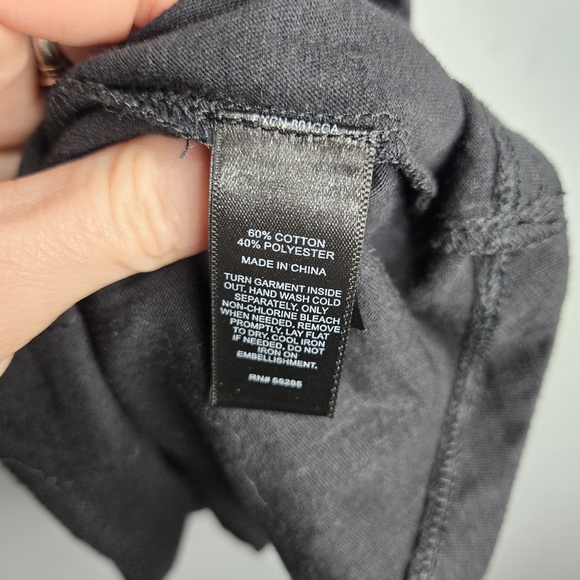 60% COTTON
40% POLYESTER
MADE IN CHINA
TURN GARMENT INSIDE
OUT. HAND WASH COLD
SEPARATELY. ONLY
NON-CHLORINE BLEACH
WHEN NEEDED. REMOVE
PROMPTLY. LAY FLAT
TO DRY. COOL IRON
IF NEEDED. DO NOT
IRON ON
EMBELLISHMENT.
RN# 55285